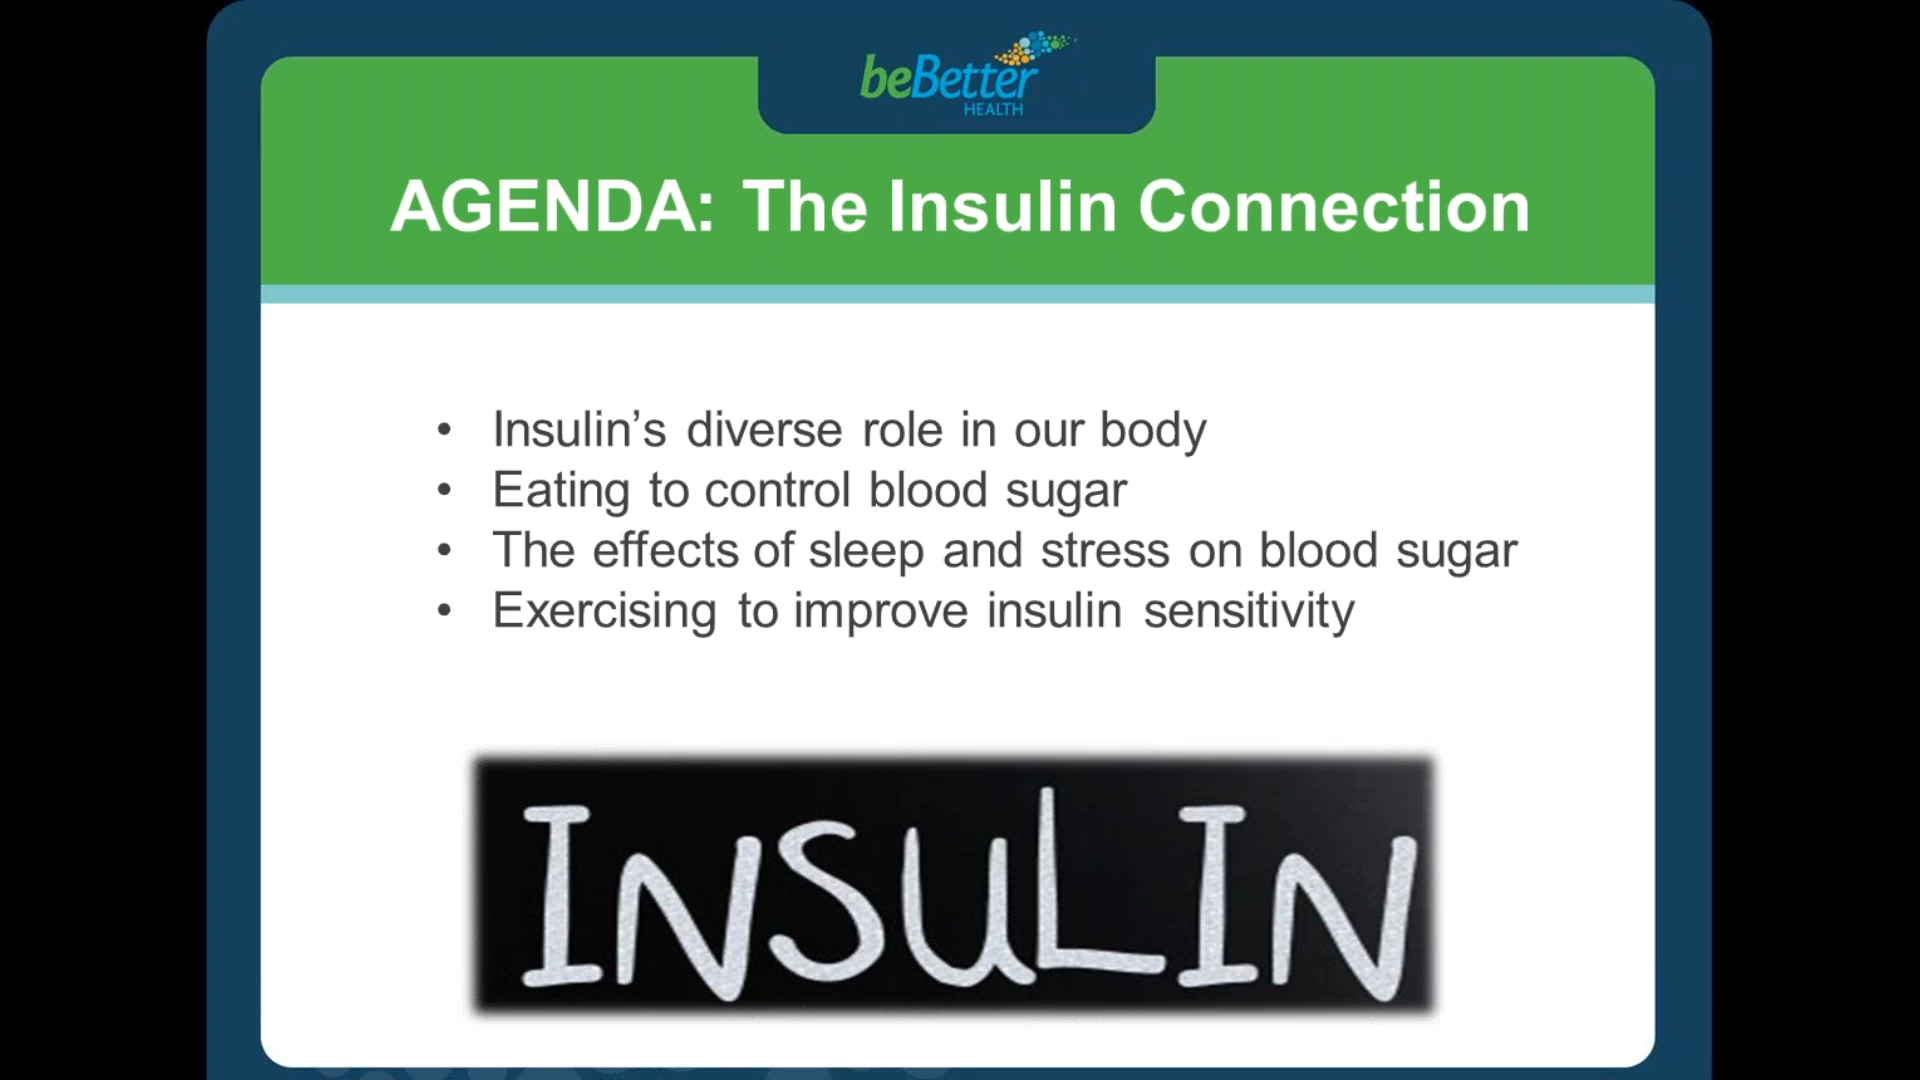 beBetter
HEALTH
AGENDA: The Insulin Connection
• Insulin’s diverse role in our body
• Eating to control blood sugar
• The effects of sleep and stress on blood sugar
• Exercising to improve insulin sensitivity
INSULIN